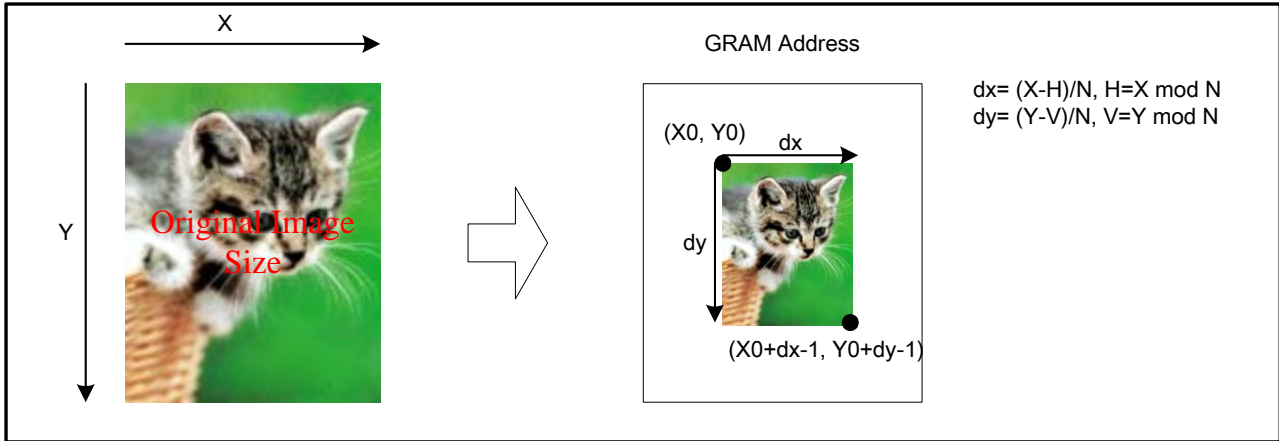 X
Y
Original Image
Size
GRAM Address
(X0, Y0)
dx
dy
(X0+dx-1, Y0+dy-1)
dx= (X-H)/N, H=X mod N
dy= (Y-V)/N, V=Y mod N